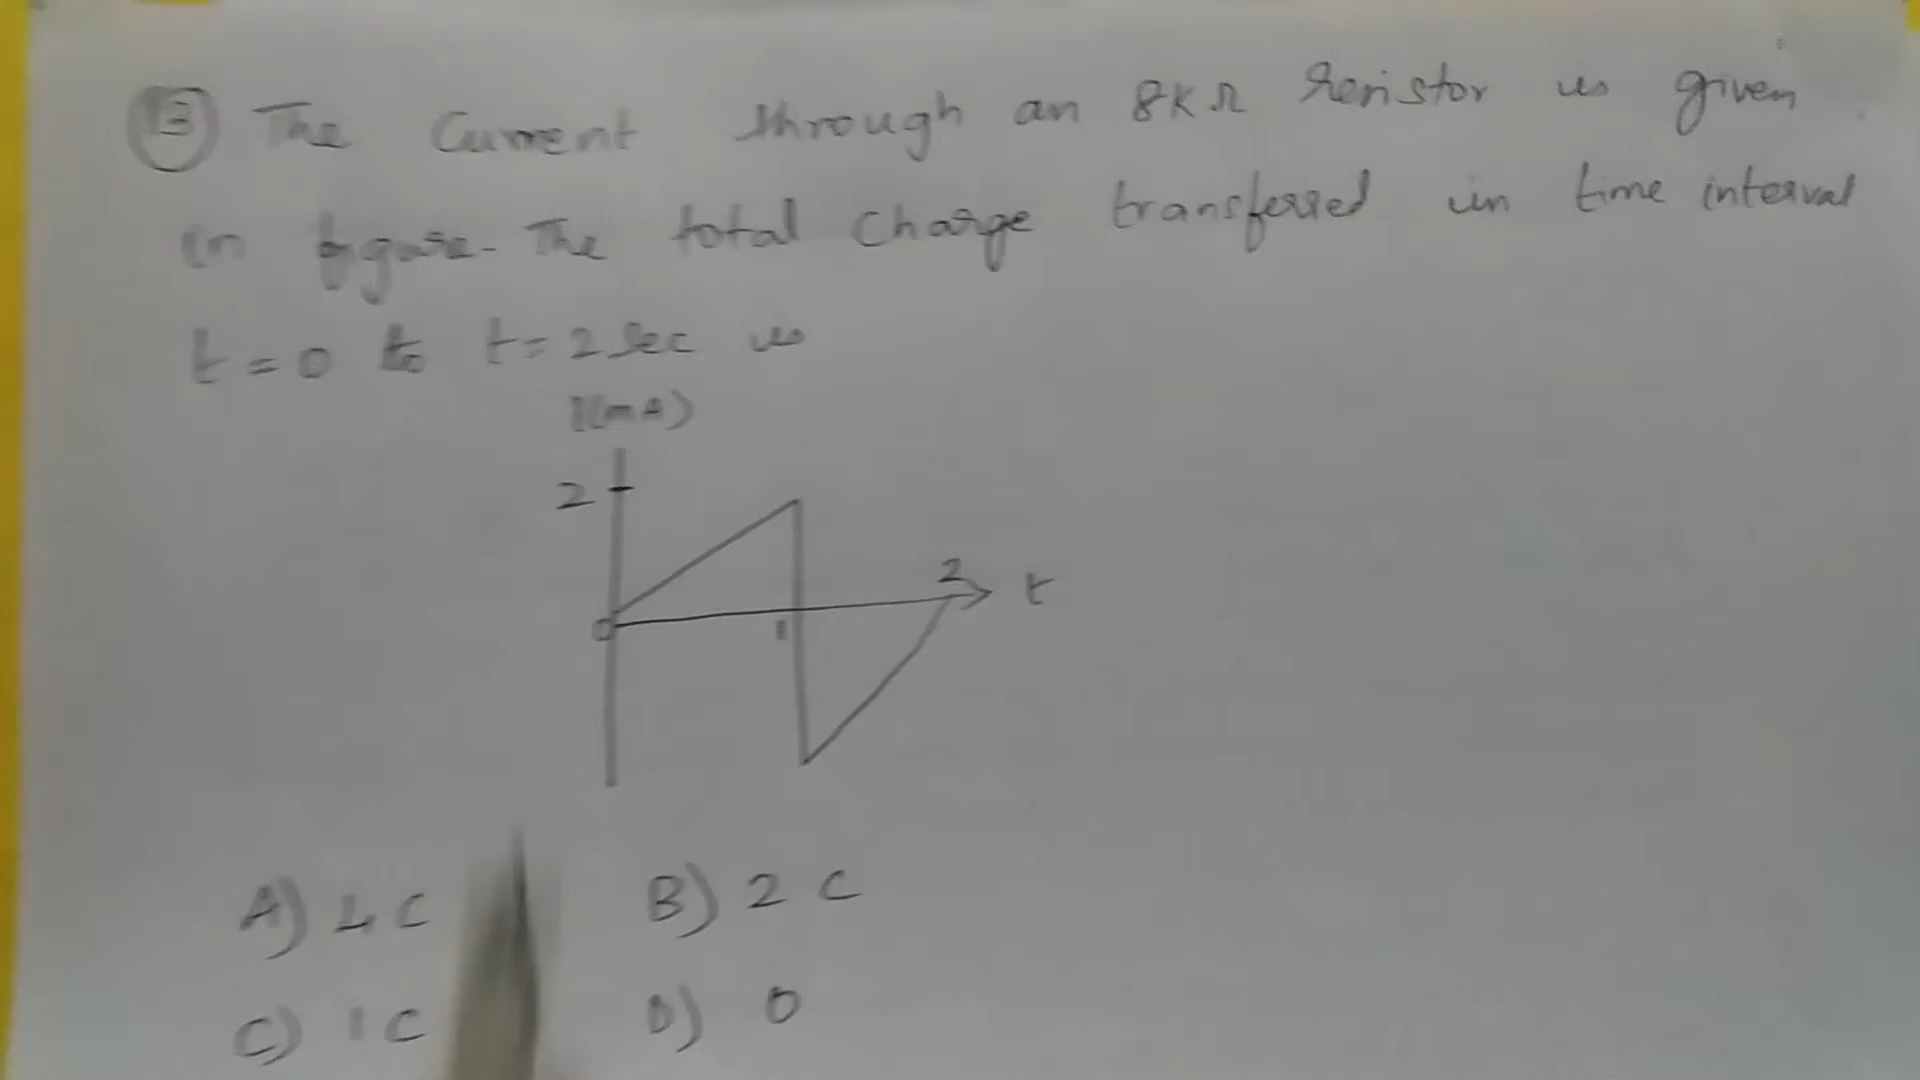 3 The Current through an 8KΩ Resistor is given
in figure. The total Charge transferred in time interval
t=0 to t=2 Sec is
I(mA)
2
2
t
0
1
A) 4 C
B) 2 C
C) 1 C
D) 0